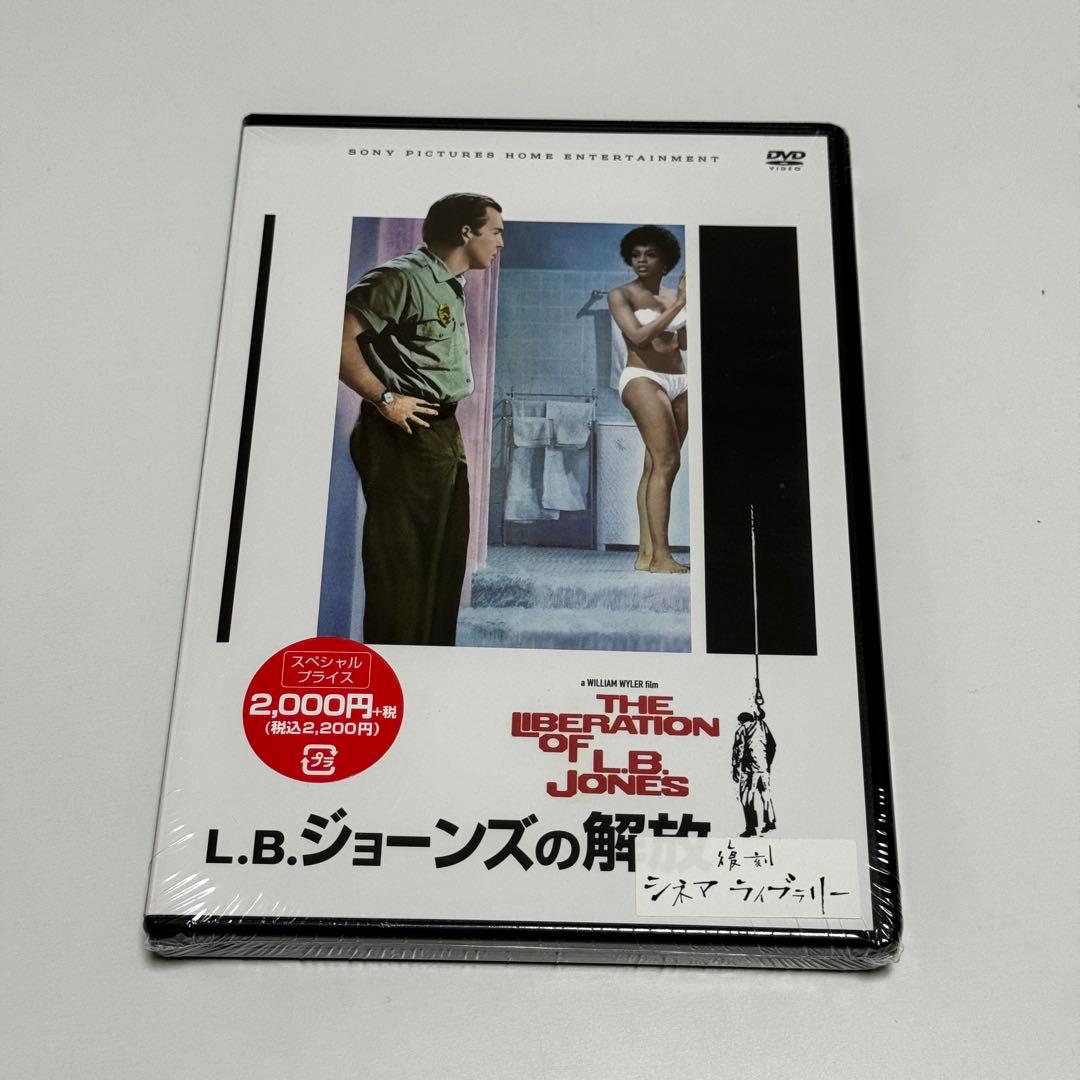 SONY PICTURES HOME ENTERTAINMENT
DVD
VIDEO
スペシャル
プライス
2,000円+税
(税込2,200円)
プラ
a WILLIAM WYLER film
THE
LIBERATION
OF
L.B.
JONES
L.B.ジョーンズの解放
復刻
シネマ ライブラリー